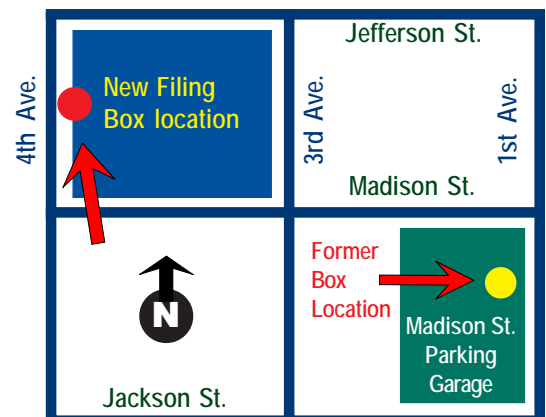 Jefferson St.
4th Ave.
New Filing
Box location
3rd Ave.
1st Ave.
Madison St.
Former
Box
Location
N
Madison St.
Parking
Garage
Jackson St.